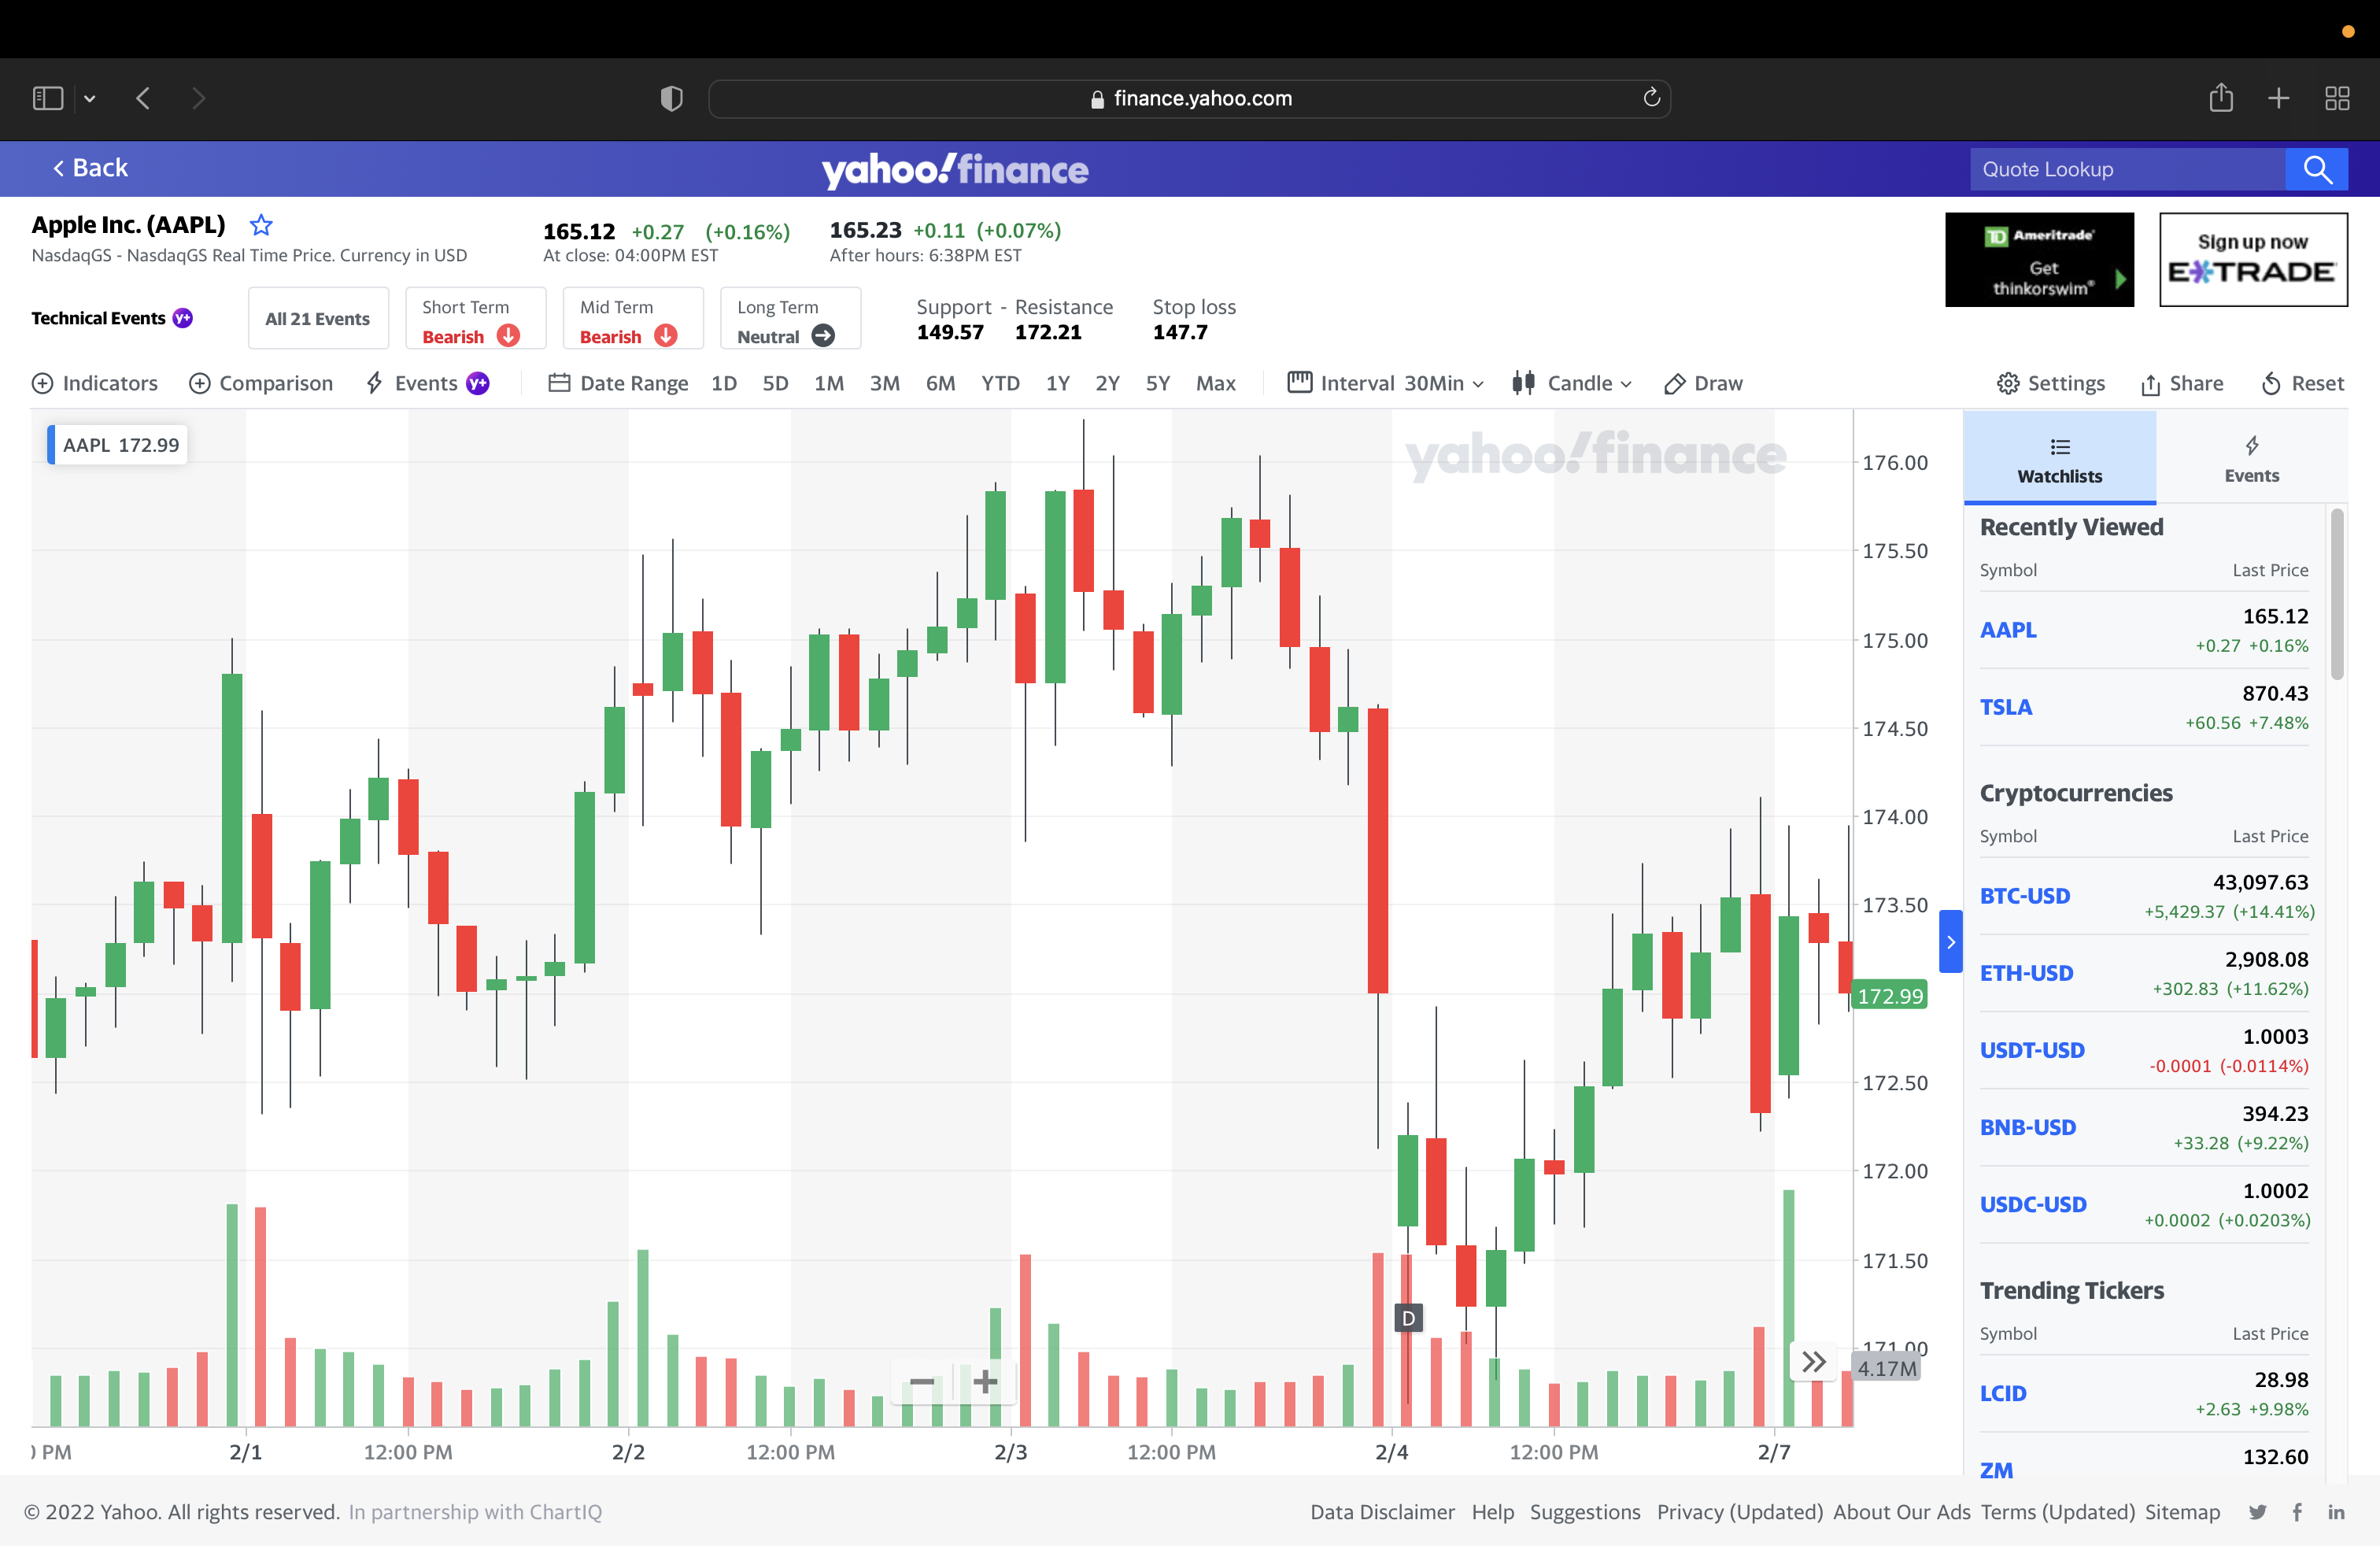 finance.yahoo.com
Back
yahoo!finance
Quote Lookup
Apple Inc. (AAPL)
NasdaqGS - NasdaqGS Real Time Price. Currency in USD
165.12 +0.27 (+0.16%)
At close: 04:00PM EST
165.23 +0.11 (+0.07%)
After hours: 6:38PM EST
TD Ameritrade
Get
thinkorswim®
Sign up now
E*TRADE
Technical Events Y+
All 21 Events
Short Term
Bearish
Mid Term
Bearish
Long Term
Neutral
Support - Resistance
149.57 172.21
Stop loss
147.7
Indicators Comparison Events Y+ Date Range 1D 5D 1M 3M 6M YTD 1Y 2Y 5Y Max Interval 30Min Candle Draw Settings Share Reset
AAPL 172.99
yahoo!finance
176.00
175.50
175.00
174.50
174.00
173.50
172.99
172.50
172.00
171.50
171.00
4.17M
D
PM 2/1 12:00 PM 2/2 12:00 PM 2/3 12:00 PM 2/4 12:00 PM 2/7
Watchlists
Events
Recently Viewed
Symbol Last Price
AAPL 165.12
+0.27 +0.16%
TSLA 870.43
+60.56 +7.48%
Cryptocurrencies
Symbol Last Price
BTC-USD 43,097.63
+5,429.37 (+14.41%)
ETH-USD 2,908.08
+302.83 (+11.62%)
USDT-USD 1.0003
-0.0001 (-0.0114%)
BNB-USD 394.23
+33.28 (+9.22%)
USDC-USD 1.0002
+0.0002 (+0.0203%)
Trending Tickers
Symbol Last Price
LCID 28.98
+2.63 +9.98%
ZM 132.60
© 2022 Yahoo. All rights reserved. In partnership with ChartIQ
Data Disclaimer Help Suggestions Privacy (Updated) About Our Ads Terms (Updated) Sitemap